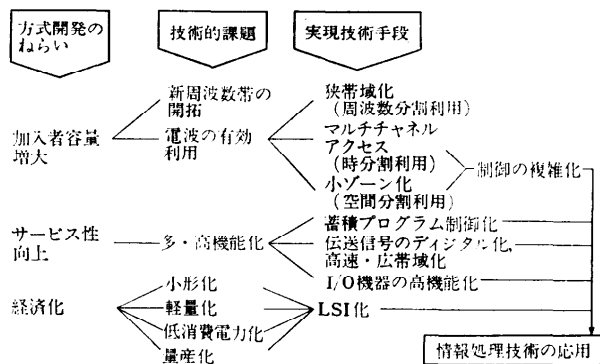 方式開発の
ねらい
技術的課題
実現技術手段
加入者容量
増大
新周波数帯の
開拓
電波の有効
利用
狭帯域化
(周波数分割利用)
マルチチャネル
アクセス
(時分割利用)
小ゾーン化
(空間分割利用)
制御の複雑化
サービス性
向上
多・高機能化
蓄積プログラム制御化
伝送信号のディジタル化,
高速・広帯域化
I/O機器の高機能化
経済化
小形化
軽量化
低消費電力化
量産化
LSI化
情報処理技術の応用